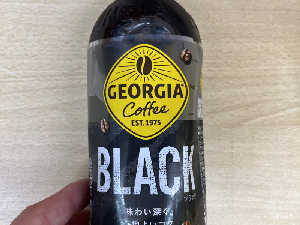 GEORGIA
Coffee
EST. 1975
BLACK
味わい深く、